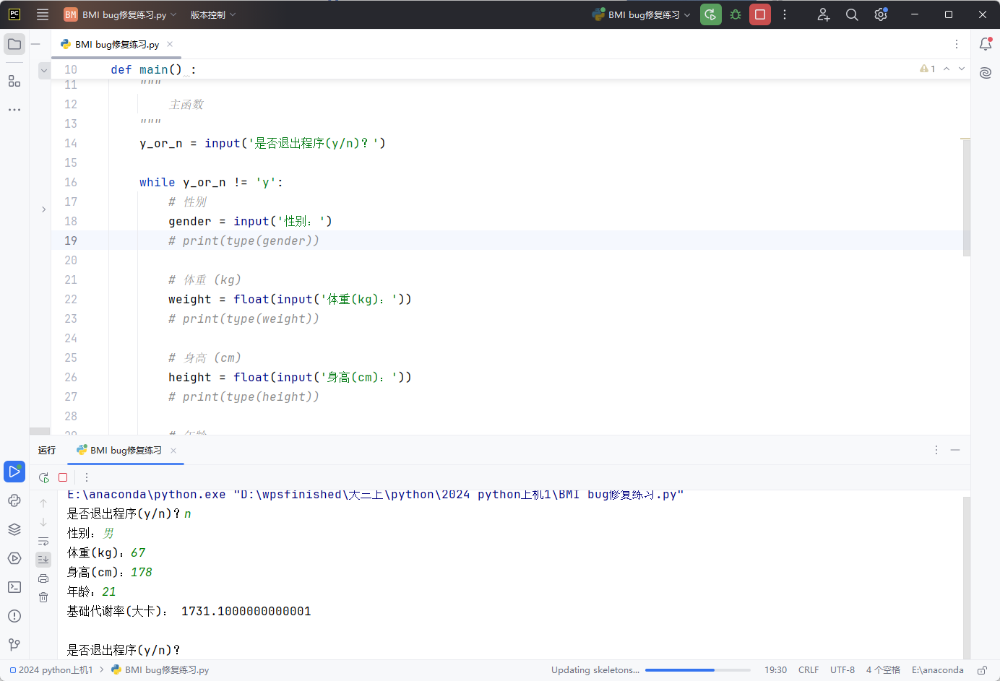 PC BM BMI bug修复练习.py 版本控制 BMI bug修复练习
BMI bug修复练习.py
10 def main() :
1
11 """
12 主函数
13 """
14 y_or_n = input('是否退出程序(y/n)？')
15
16 while y_or_n != 'y':
17 # 性别
18 gender = input('性别：')
19 # print(type(gender))
20
21 # 体重 (kg)
22 weight = float(input('体重(kg)：'))
23 # print(type(weight))
24
25 # 身高 (cm)
26 height = float(input('身高(cm)：'))
27 # print(type(height))
28
29 # 年龄
运行 BMI bug修复练习
E:\anaconda\python.exe "D:\wpsfinished\大三上\python\2024 python上机1\BMI bug修复练习.py"
是否退出程序(y/n)？n
性别：男
体重(kg)：67
身高(cm)：178
年龄：21
基础代谢率(大卡)： 1731.1000000000001
是否退出程序(y/n)？
2024 python上机1 > BMI bug修复练习.py Updating skeletons... 19:30 CRLF UTF-8 4 个空格 E:\anaconda